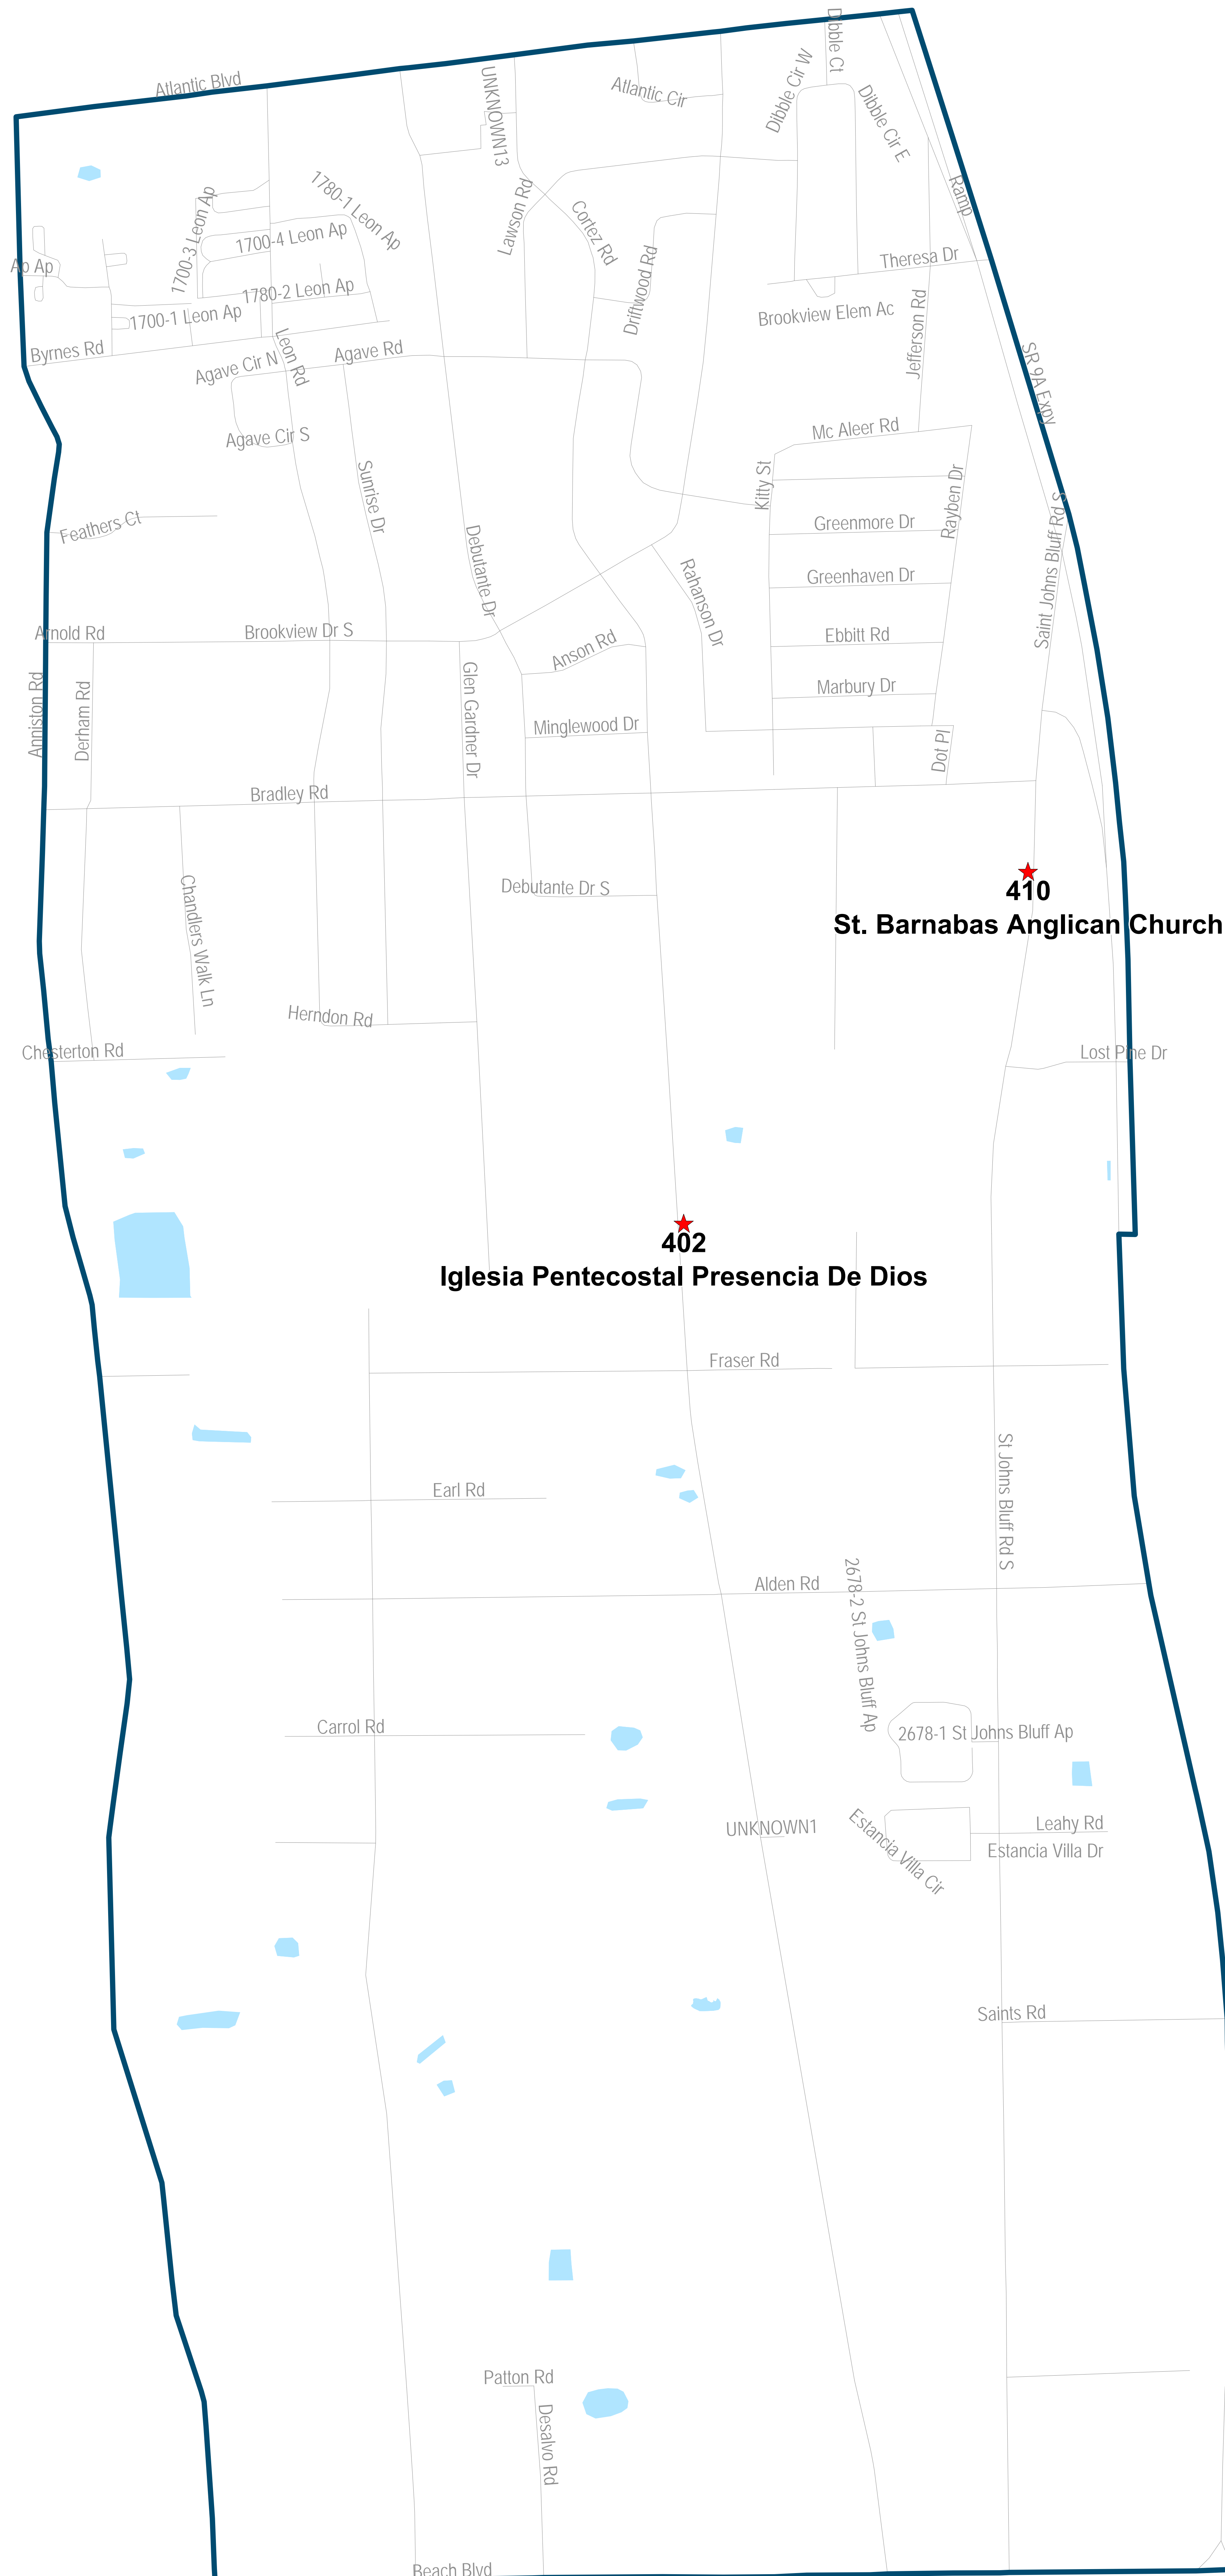 Dibble Ct
Atlantic Blvd
UNKNOWN13
Atlantic Cir
Dibble Cir W
Dibble Cir E
1780-1 Leon Ap
1700-3 Leon Ap
1700-4 Leon Ap
Lawson Rd
Cortez Rd
Ramp
Ap Ap
1780-2 Leon Ap
Driftwood Rd
Theresa Dr
1700-1 Leon Ap
Brookview Elem Ac
Jefferson Rd
Byrnes Rd
Agave Cir N
Leon Rd
Agave Rd
SR 9A Expy
Agave Cir S
Mc Aleer Rd
Sunrise Dr
Kitty St
Rayben Dr
Feathers Ct
Greenmore Dr
Saint Johns Bluff Rd S
Debutante Dr
Rahanson Dr
Greenhaven Dr
Arnold Rd
Brookview Dr S
Anson Rd
Ebbitt Rd
Anniston Rd
Derham Rd
Glen Gardner Dr
Marbury Dr
Minglewood Dr
Dot Pl
Bradley Rd
Chandlers Walk Ln
Debutante Dr S
410
St. Barnabas Anglican Church
Herndon Rd
Chesterton Rd
Lost Pine Dr
402
Iglesia Pentecostal Presencia De Dios
Fraser Rd
St Johns Bluff Rd S
Earl Rd
Alden Rd
2678-2 St Johns Bluff Ap
Carrol Rd
2678-1 St Johns Bluff Ap
UNKNOWN1
Estancia Villa Cir
Leahy Rd
Estancia Villa Dr
Saints Rd
Patton Rd
Desalvo Rd
Beach Blvd